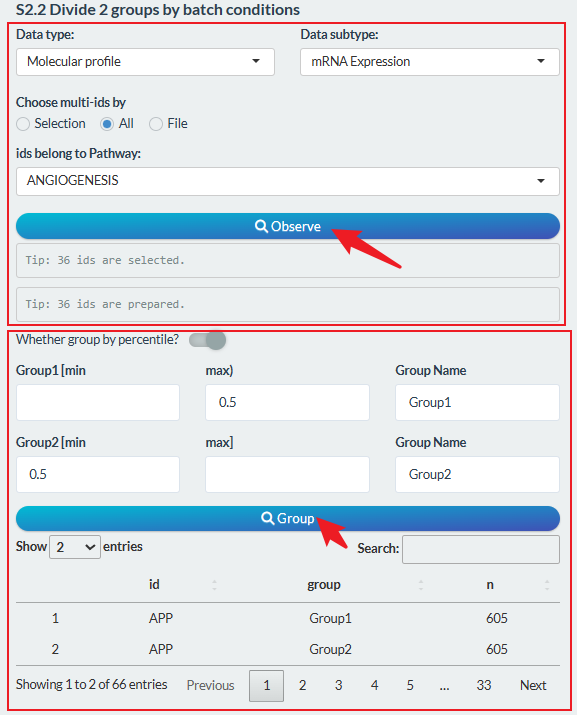 S2.2 Divide 2 groups by batch conditions
Data type: Data subtype:
Molecular profile mRNA Expression
Choose multi-ids by
Selection All File
ids belong to Pathway:
ANGIOGENESIS
Observe
Tip: 36 ids are selected.
Tip: 36 ids are prepared.
Whether group by percentile?
Group1 [min max) Group Name
0.5 Group1
Group2 [min max] Group Name
0.5 Group2
Group
Show 2 entries Search:
id group n
1 APP Group1 605
2 APP Group2 605
Showing 1 to 2 of 66 entries Previous 1 2 3 4 5 ... 33 Next